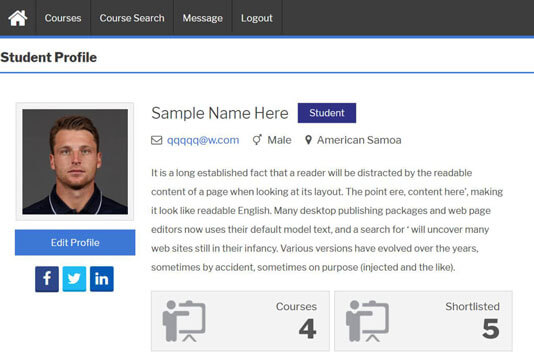 Courses Course Search Message Logout
Student Profile
Sample Name Here Student
qqqqq@w.com Male American Samoa
It is a long established fact that a reader will be distracted by the readable
content of a page when looking at its layout. The point ere, content here', making
it look like readable English. Many desktop publishing packages and web page
editors now uses their default model text, and a search for ‘ will uncover many
web sites still in their infancy. Various versions have evolved over the years,
sometimes by accident, sometimes on purpose (injected and the like).
Edit Profile
f in
Courses
4
Shortlisted
5